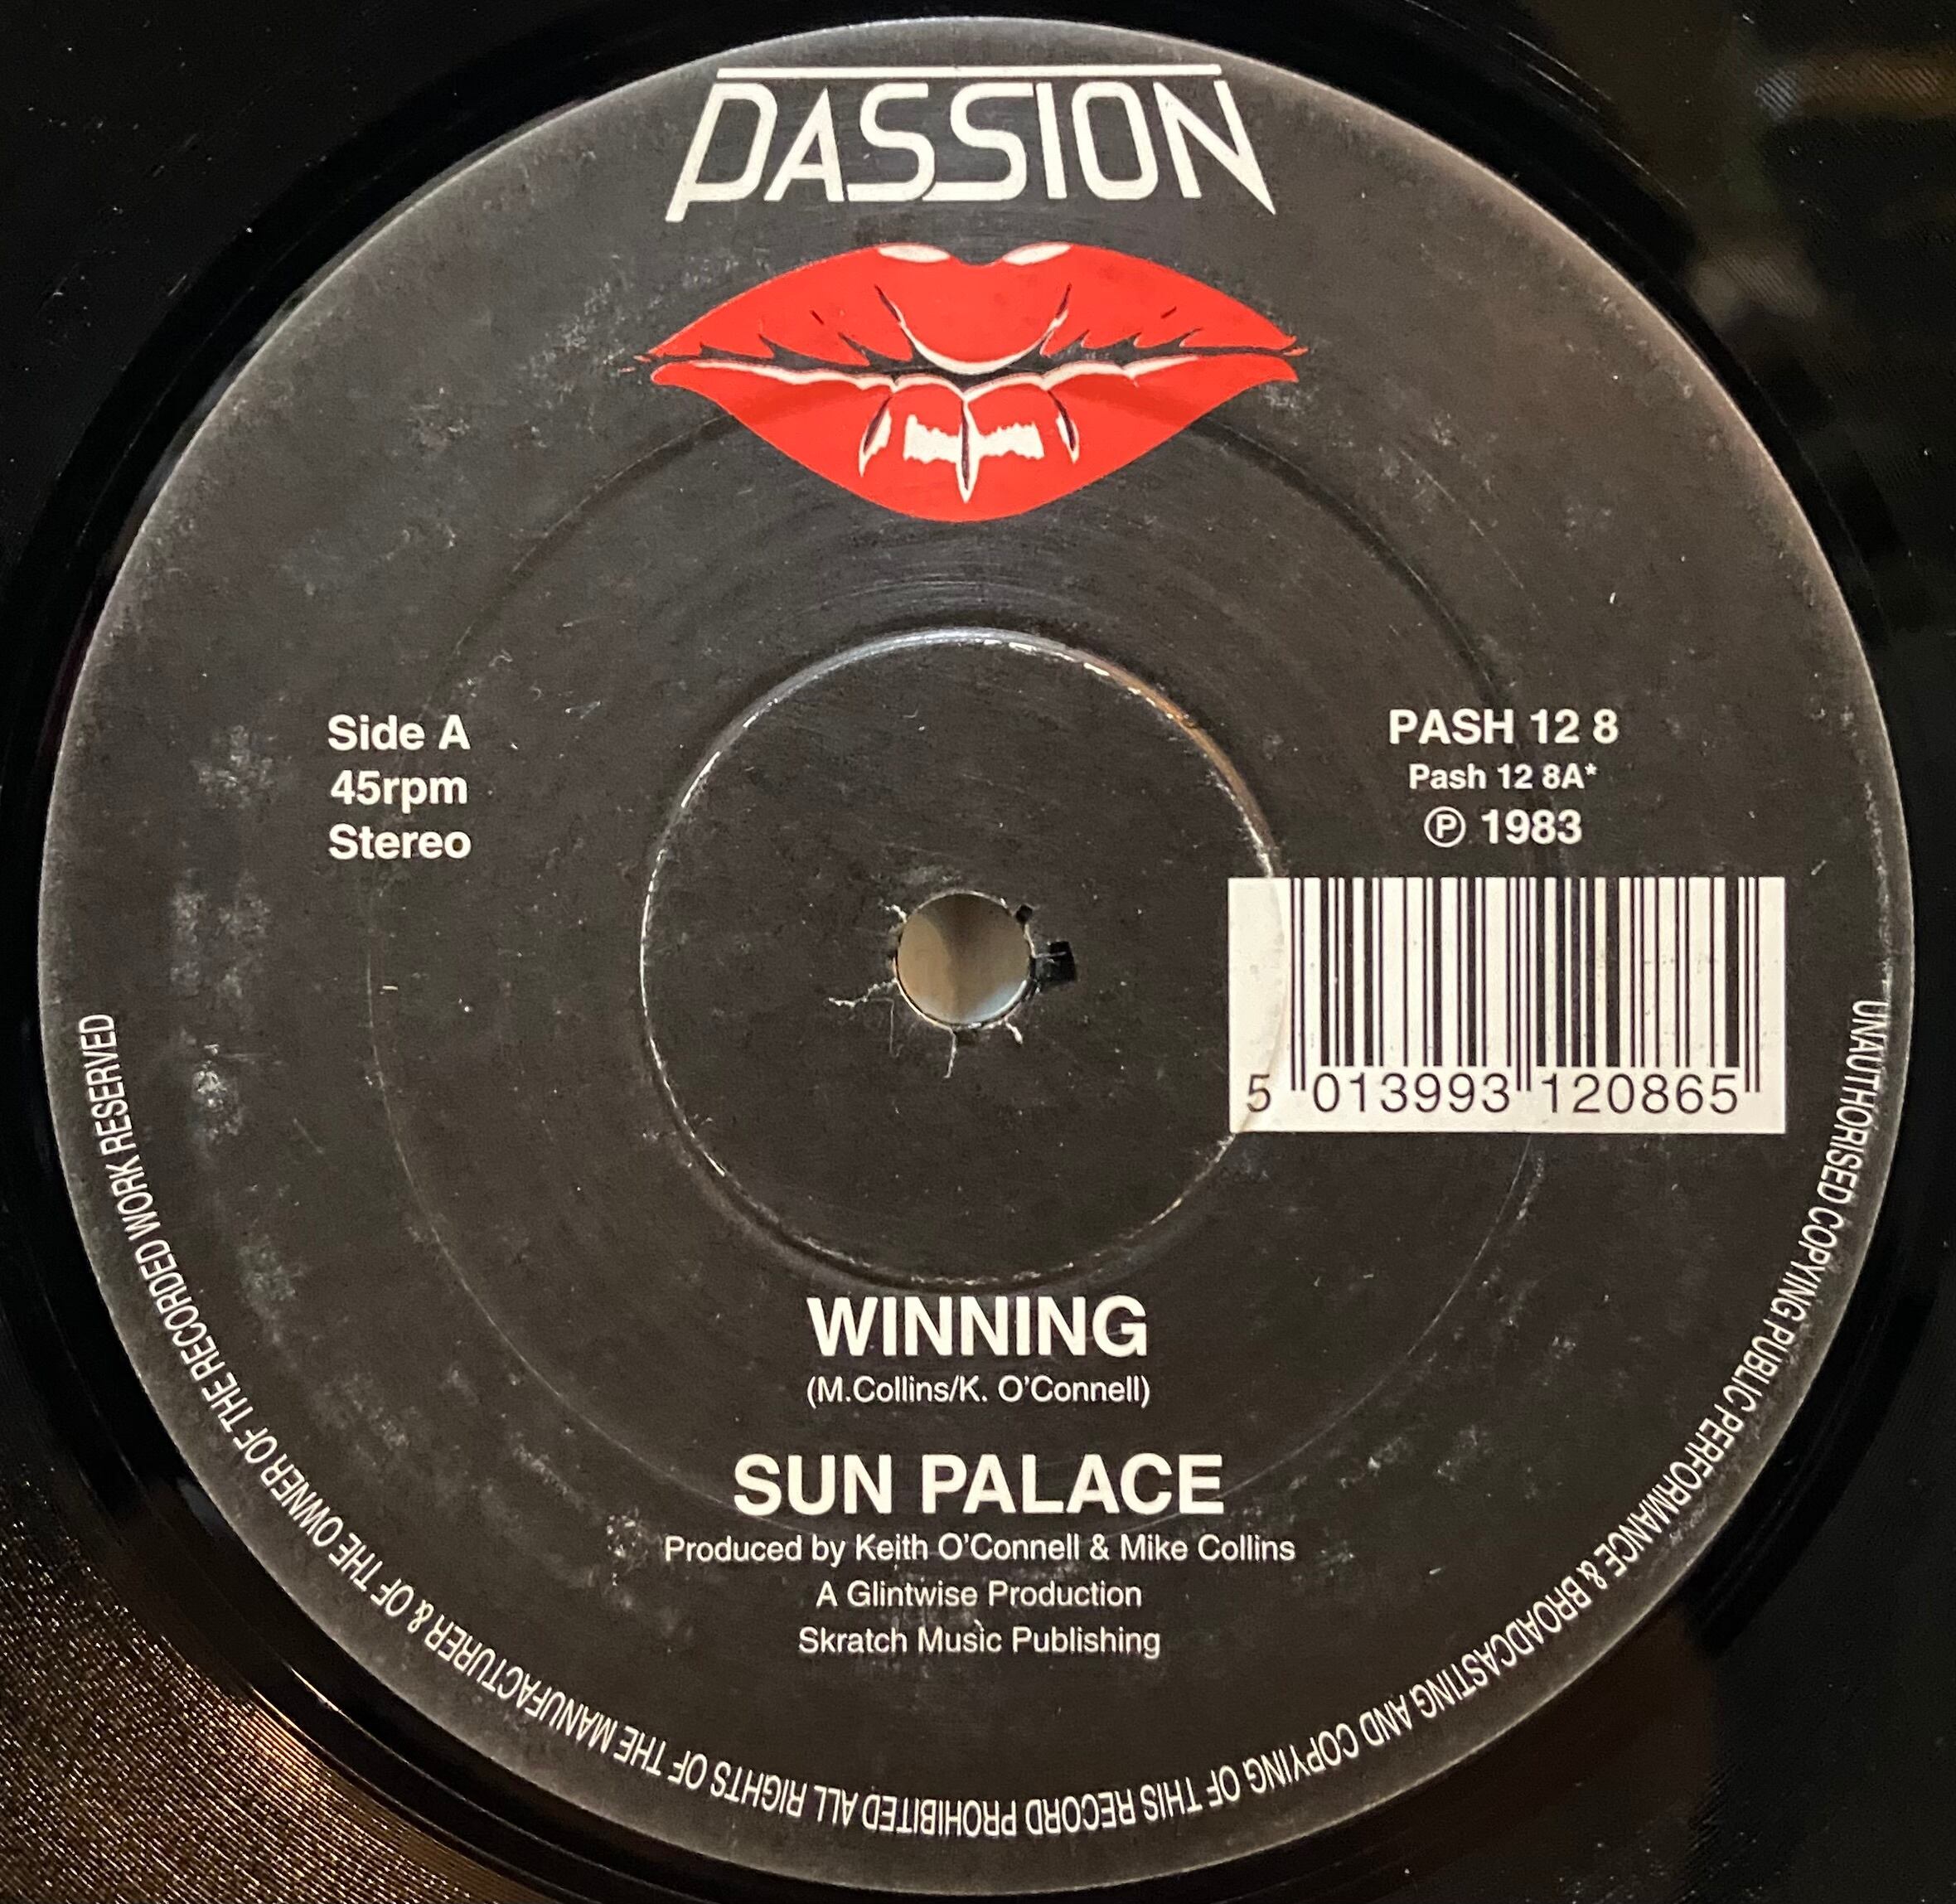 PASSION
Side A
45rpm
Stereo
PASH 12 8
Pash 12 8A*
℗ 1983
5 013993 120865
WINNING
(M.Collins/K. O'Connell)
SUN PALACE
Produced by Keith O'Connell & Mike Collins
A Glintwise Production
Skratch Music Publishing
UNAUTHORISED COPYING PUBLIC PERFORMANCE & BROADCASTING AND COPYING OF THIS RECORD PROHIBITED ALL RIGHTS OF THE MANUFACTURER & OF THE OWNER OF THE RECORDED WORK RESERVED